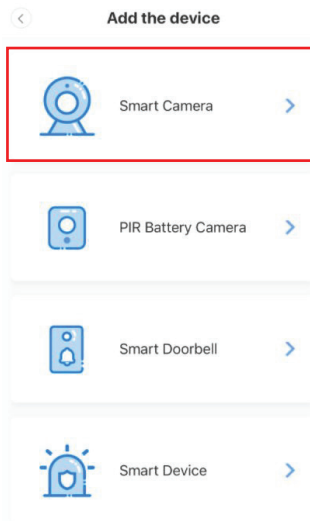 Add the device
Smart Camera
PIR Battery Camera
Smart Doorbell
Smart Device